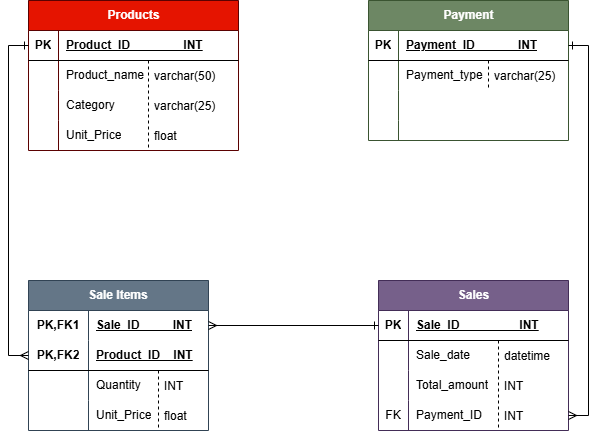 Products
PK Product_ID INT
Product_name varchar(50)
Category varchar(25)
Unit_Price float
Payment
PK Payment_ID INT
Payment_type varchar(25)
Sale Items
PK,FK1 Sale_ID INT
PK,FK2 Product_ID INT
Quantity INT
Unit_Price float
Sales
PK Sale_ID INT
Sale_date datetime
Total_amount INT
FK Payment_ID INT